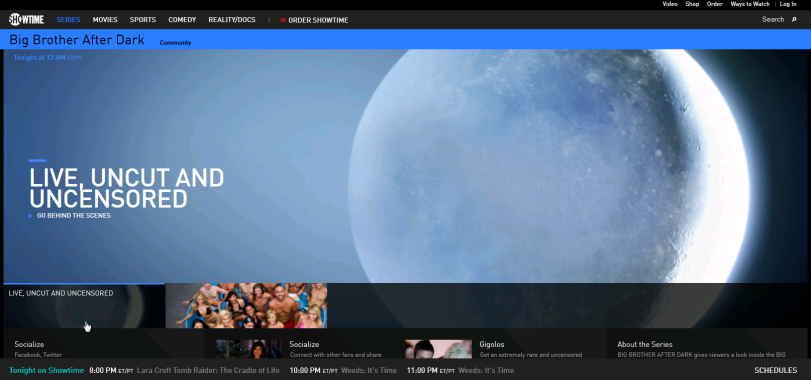 Video Shop Order Ways to Watch | Log In
SHOWTIME SERIES MOVIES SPORTS COMEDY REALITY/DOCS | ORDER SHOWTIME Search
Big Brother After Dark Community
Tonight at 12 AM ET/PT
LIVE, UNCUT AND
UNCENSORED
GO BEHIND THE SCENES
LIVE, UNCUT AND UNCENSORED
Socialize
Facebook, Twitter
Socialize
Connect with other fans and share
Gigolos
Get an extremely rare and uncensored
About the Series
BIG BROTHER AFTER DARK gives viewers a look inside the BIG
Tonight on Showtime 8:00 PM ET/PT Lara Croft Tomb Raider: The Cradle of Life 10:00 PM ET/PT Weeds: It's Time 11:00 PM ET/PT Weeds: It's Time SCHEDULES